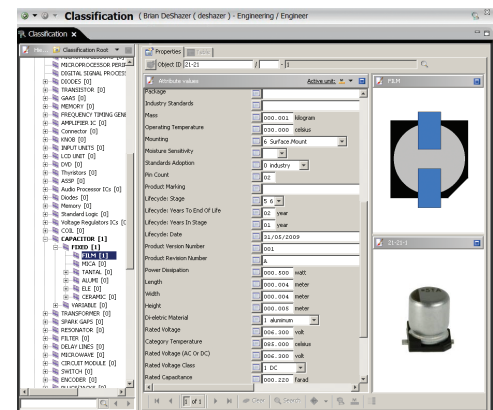 Classification ( Brian DeShazer ( deshazer ) - Engineering / Engineer
Classification
Classification Root
MICROPROCESSOR PERIP
DIGITAL SIGNAL PROCESS
DIODES [0]
TRANSISTOR [0]
GAAS [0]
MEMORY [0]
FREQUENCY TIMING GENE
AMPLIFIER IC [0]
Connector [0]
KNOB [0]
INPUT UNITS [0]
LCD UNIT [0]
DVD [0]
Thyristors [0]
ASSP [0]
Audio Processor ICs [0]
Diodes [0]
Memory [0]
Standard Logic [0]
Voltage Regulators ICs [0
COIL [0]
CAPACITOR [1]
FIXED [1]
FILM [1]
MICA [0]
TANTAL [0]
ALUMI [0]
ELE [0]
CERAMIC [0]
VARIABLE [0]
TRANSFORMER [0]
SPARK GAPS [0]
RESONATOR [0]
FILTER [0]
DELAY LINES [0]
MICROWAVE [0]
CIRCUIT MODULE [0]
SWITCH [0]
ENCODER [0]
Properties
Object ID 21-21 / - 1
Attribute values Active unit:
Package
Industry Standards
Mass 000.001 kilogram
Operating Temperature 030.000 celsius
Mounting 6 Surface.Mount
Moisture Sensitivity
Standards Adoption 0 industry
Pin Count 02
Product Marking
Lifecycle: Stage 5 6
Lifecycle: Years To End Of Life 02 year
Lifecycle: Years In Stage 01 year
Lifecycle: Date 31/05/2009
Product Version Number 001
Product Revision Number A
Power Dissipation 000.500 watt
Length 000.004 meter
Width 000.004 meter
Height 000.005 meter
Di-eletric Material 1 aluminum
Rated Voltage 006.300 volt
Category Temperature 085.000 celsius
Rated Voltage (AC Or DC) 006.300 volt
Rated Voltage Class 1 DC
Rated Capacitance 000.220 farad
1 of 1 Clear Search
FILM
21-21-1